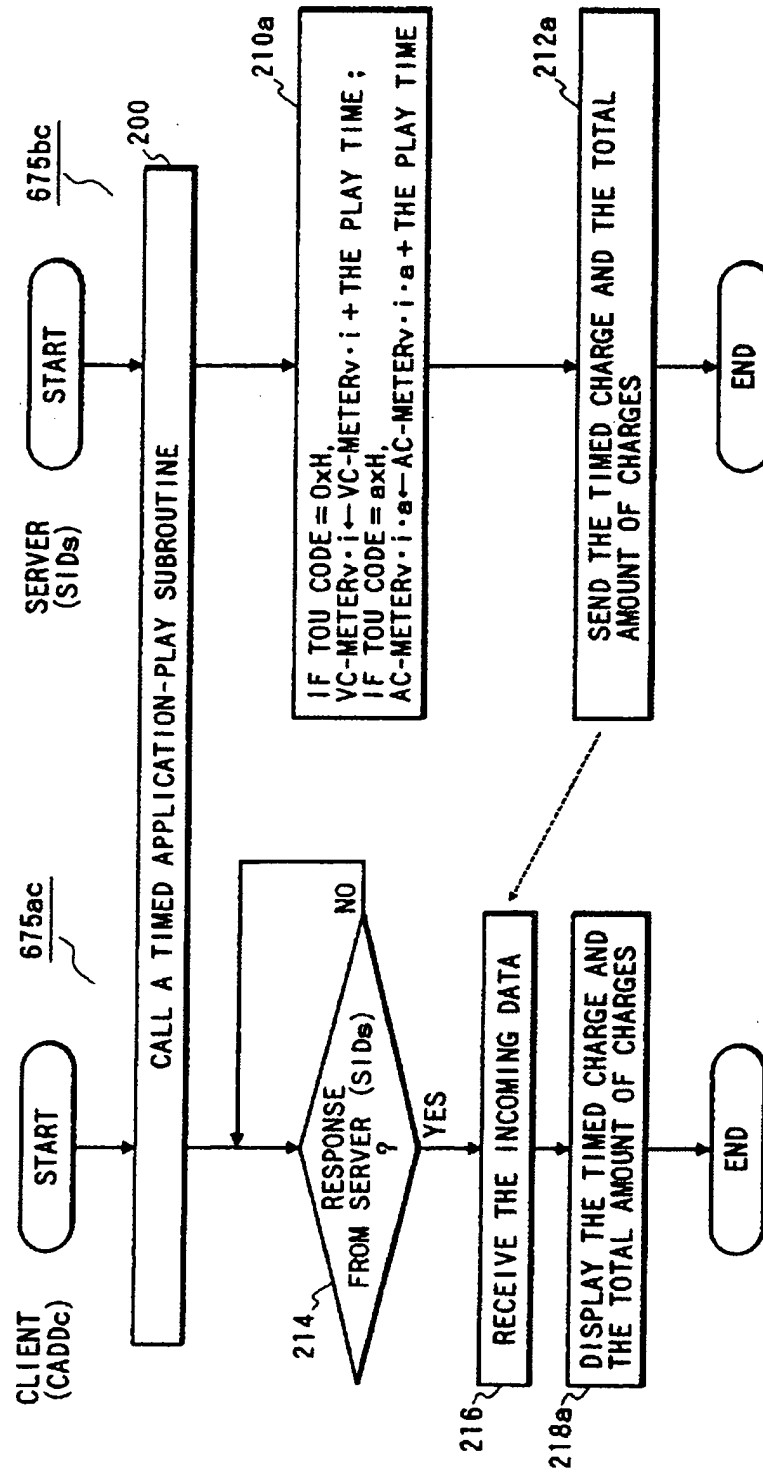 CLIENT
(CADDc)
START
675ac
SERVER
(SIDs)
START
675bc
CALL A TIMED APPLICATION-PLAY SUBROUTINE
200
214
RESPONSE
FROM SERVER (SIDs)
?
NO
YES
216
RECEIVE THE INCOMING DATA
218a
DISPLAY THE TIMED CHARGE AND
THE TOTAL AMOUNT OF CHARGES
END
210a
IF TOU CODE=0xH,
VC-METERv·i←VC-METERv·i+THE PLAY TIME;
IF TOU CODE=axH,
AC-METERv·i·a←AC-METERv·i·a+THE PLAY TIME
212a
SEND THE TIMED CHARGE AND THE TOTAL
AMOUNT OF CHARGES
END